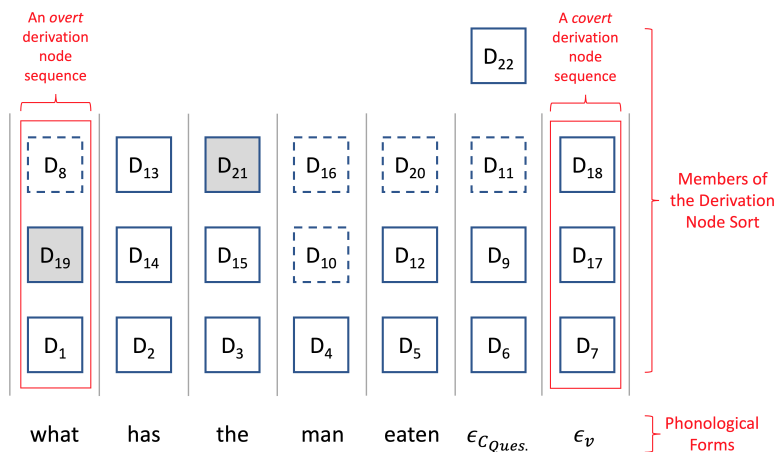 An overt
derivation
node
sequence
A covert
derivation
node
sequence
D22
D8 D13 D21 D16 D20 D11 D18
Members of
the Derivation
Node Sort
D19 D14 D15 D10 D12 D9 D17
D1 D2 D3 D4 D5 D6 D7
what has the man eaten ϵC_Ques. ϵv
Phonological
Forms